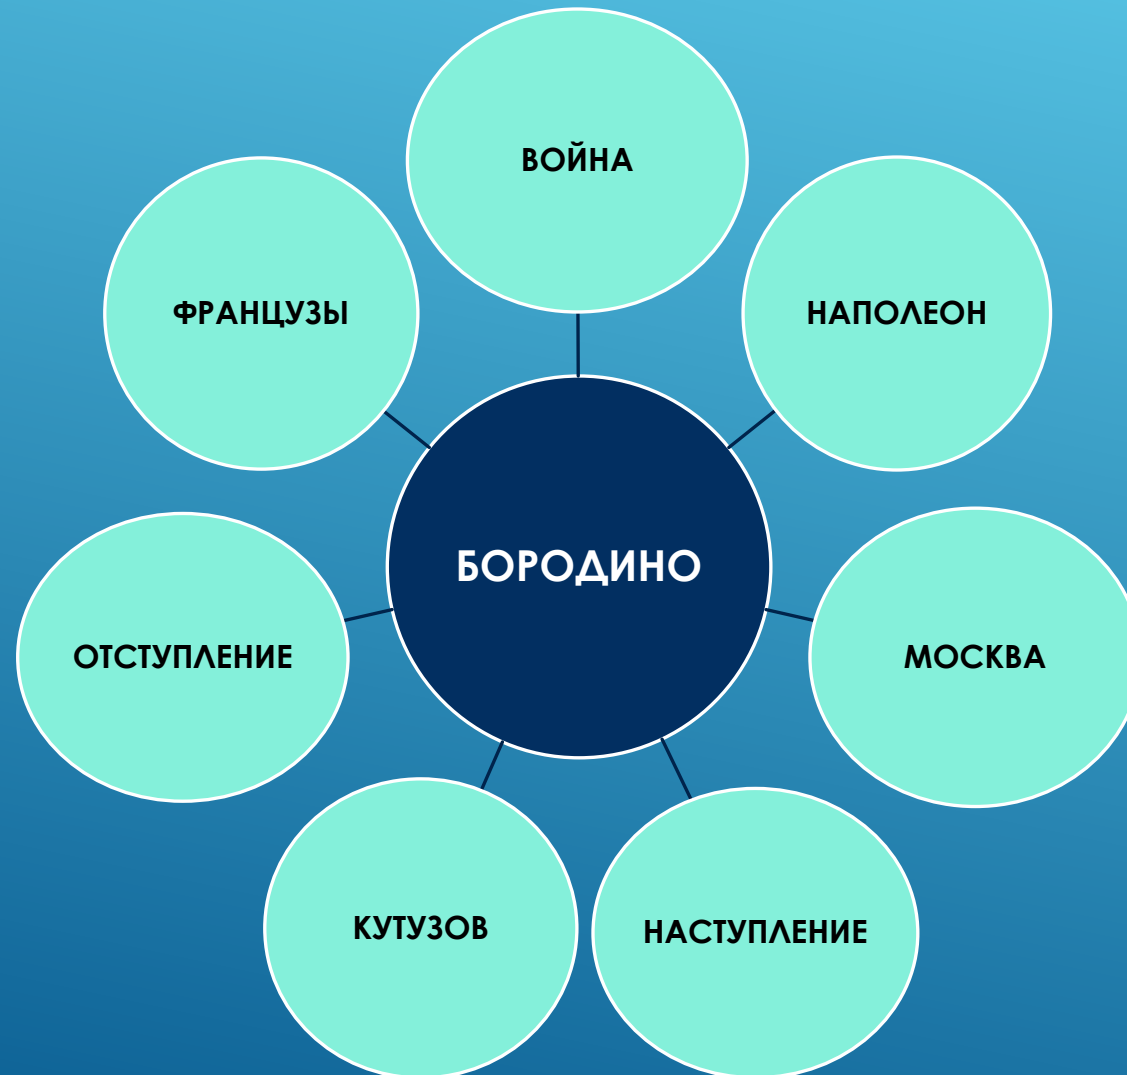 ВОЙНА
НАПОЛЕОН
МОСКВА
НАСТУПЛЕНИЕ
КУТУЗОВ
ОТСТУПЛЕНИЕ
ФРАНЦУЗЫ
БОРОДИНО